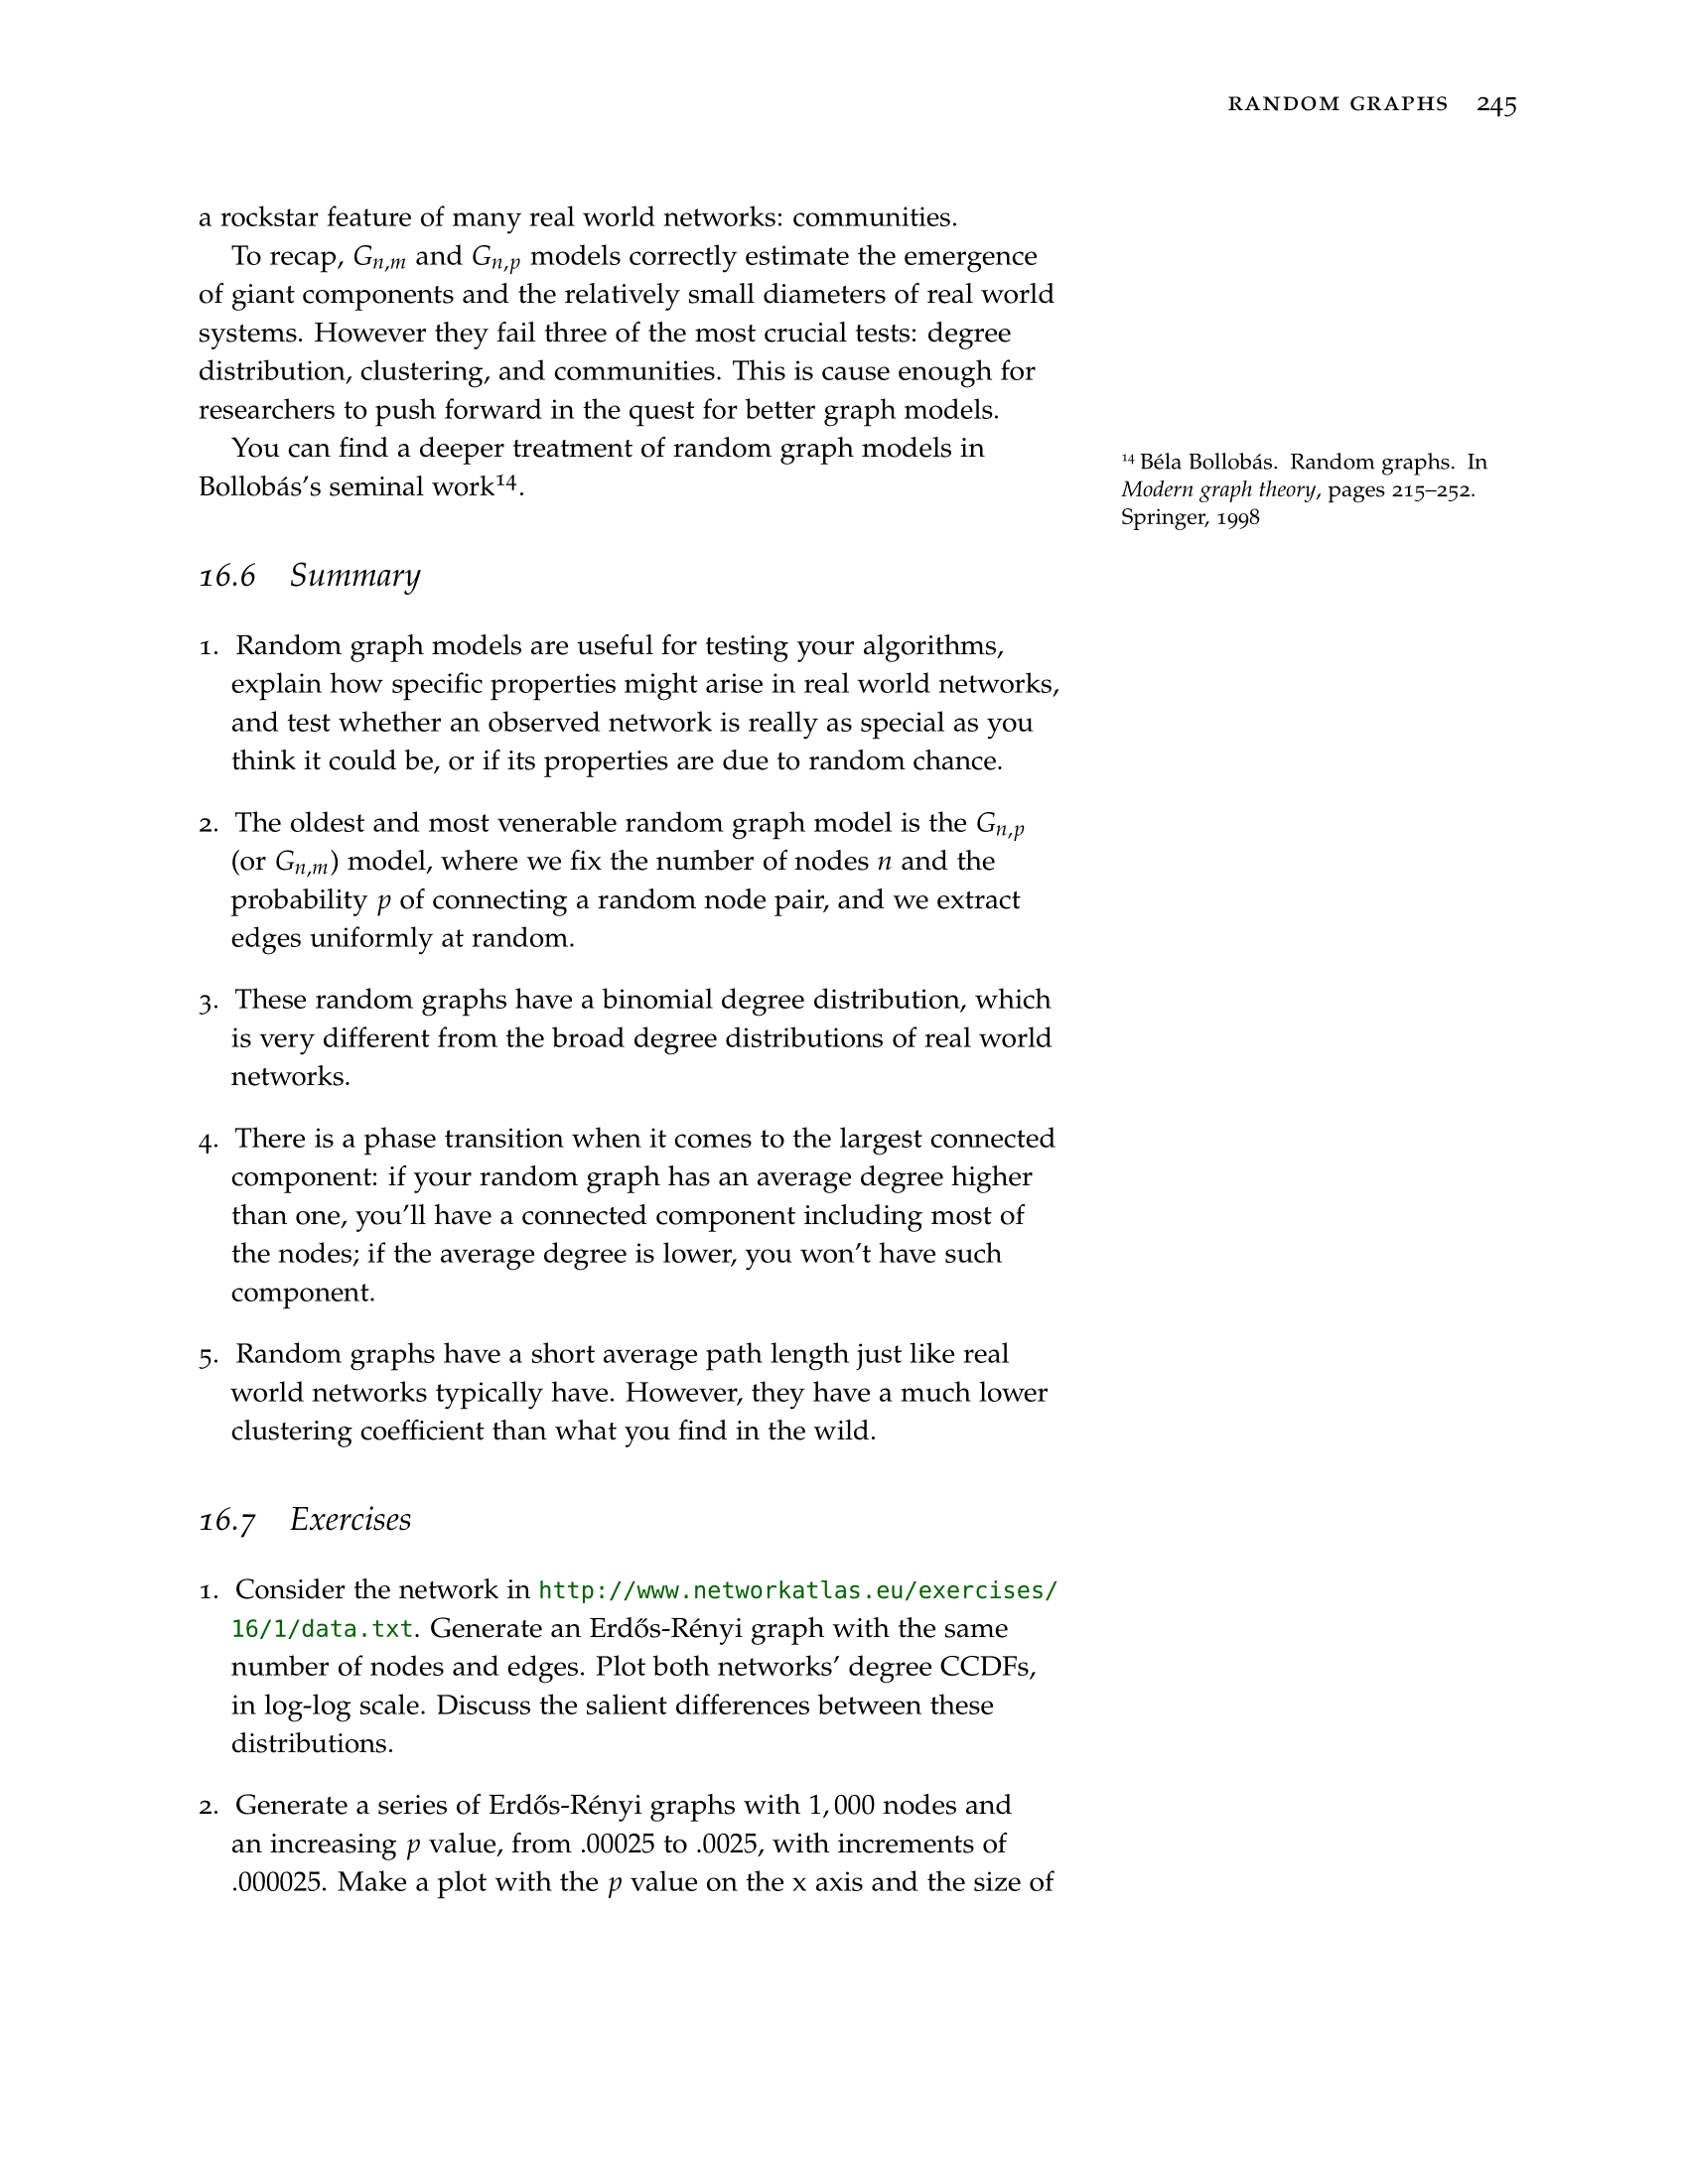 RANDOM GRAPHS 245
a rockstar feature of many real world networks: communities.
To recap, Gn,m and Gn,p models correctly estimate the emergence
of giant components and the relatively small diameters of real world
systems. However they fail three of the most crucial tests: degree
distribution, clustering, and communities. This is cause enough for
researchers to push forward in the quest for better graph models.
You can find a deeper treatment of random graph models in
Bollobás’s seminal work14.
14 Béla Bollobás. Random graphs. In
Modern graph theory, pages 215–252.
Springer, 1998
16.6 Summary
1. Random graph models are useful for testing your algorithms,
explain how specific properties might arise in real world networks,
and test whether an observed network is really as special as you
think it could be, or if its properties are due to random chance.
2. The oldest and most venerable random graph model is the Gn,p
(or Gn,m) model, where we fix the number of nodes n and the
probability p of connecting a random node pair, and we extract
edges uniformly at random.
3. These random graphs have a binomial degree distribution, which
is very different from the broad degree distributions of real world
networks.
4. There is a phase transition when it comes to the largest connected
component: if your random graph has an average degree higher
than one, you’ll have a connected component including most of
the nodes; if the average degree is lower, you won’t have such
component.
5. Random graphs have a short average path length just like real
world networks typically have. However, they have a much lower
clustering coefficient than what you find in the wild.
16.7 Exercises
1. Consider the network in http://www.networkatlas.eu/exercises/
16/1/data.txt. Generate an Erdős-Rényi graph with the same
number of nodes and edges. Plot both networks’ degree CCDFs,
in log-log scale. Discuss the salient differences between these
distributions.
2. Generate a series of Erdős-Rényi graphs with 1,000 nodes and
an increasing p value, from .00025 to .0025, with increments of
.000025. Make a plot with the p value on the x axis and the size of